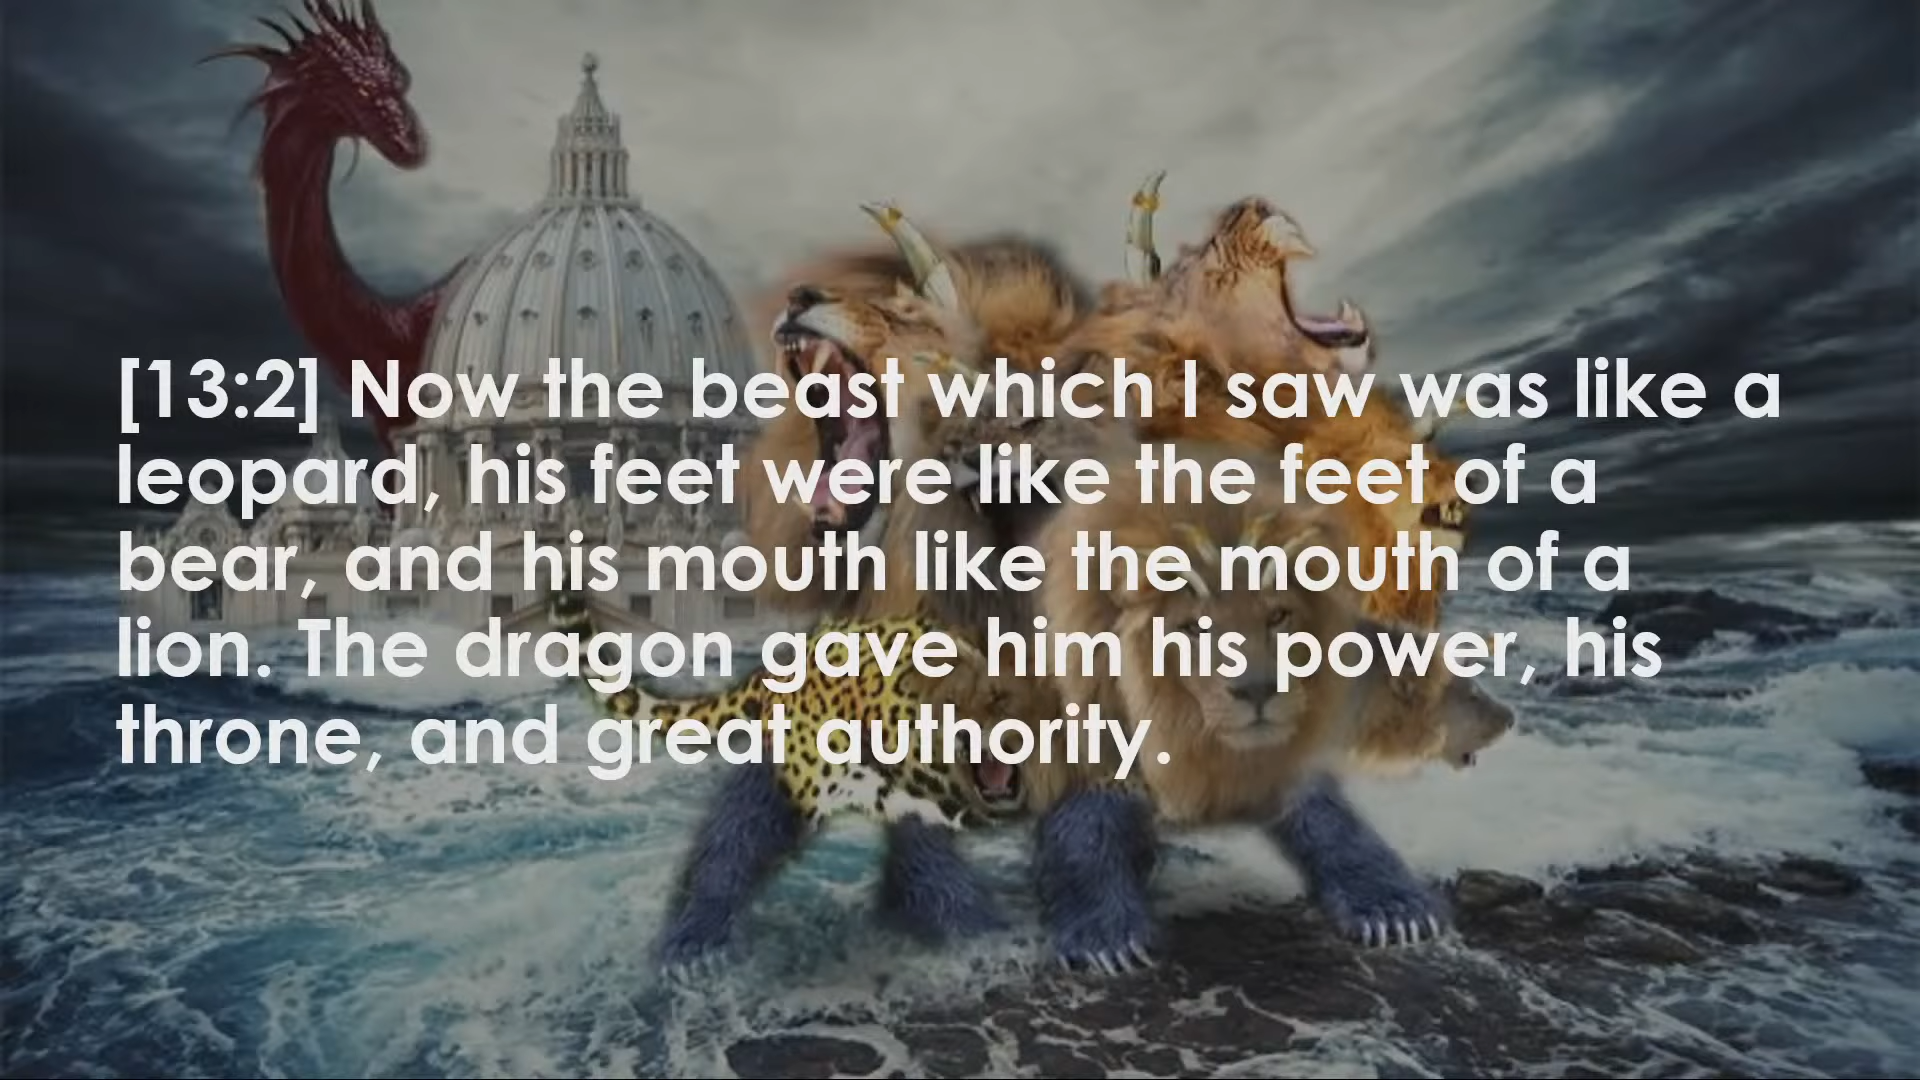 [13:2] Now the beast which I saw was like a
leopard, his feet were like the feet of a
bear, and his mouth like the mouth of a
lion. The dragon gave him his power, his
throne, and great authority.